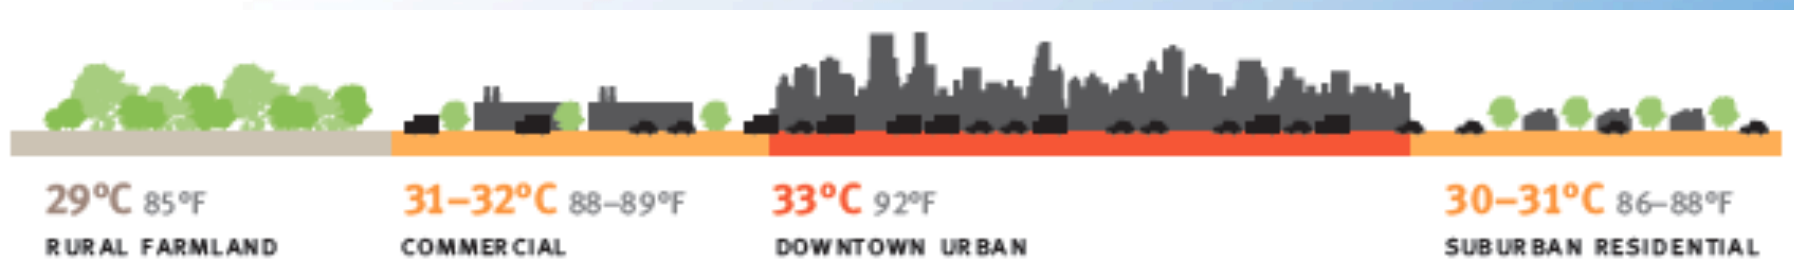 29°C 85°F
RURAL FARMLAND
31–32°C 88–89°F
COMMERCIAL
33°C 92°F
DOWNTOWN URBAN
30–31°C 86–88°F
SUBURBAN RESIDENTIAL